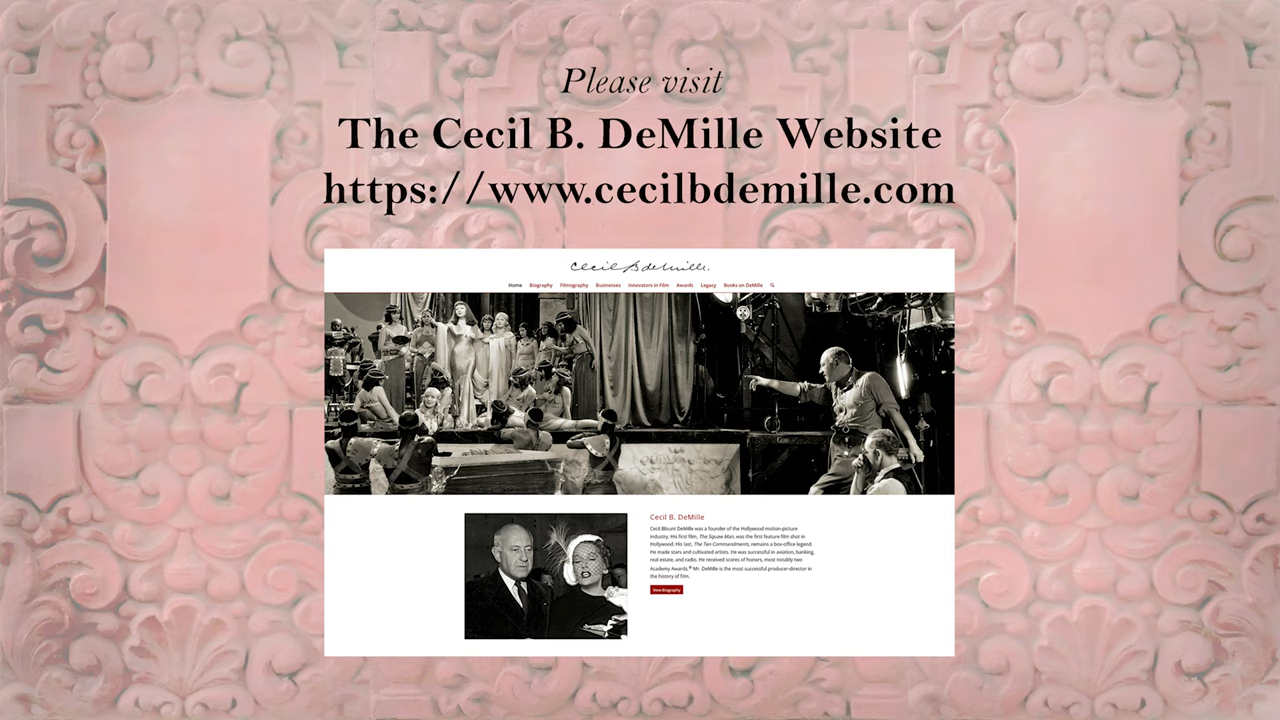 Please visit
The Cecil B. DeMille Website
https://www.cecilbdemille.com
Cecil B deMille.
Home Biography Filmography Businesses Innovators in Film Awards Legacy Books on DeMille
Cecil B. DeMille
Cecil Blount DeMille was a founder of the Hollywood motion-picture
industry. His first film, The Squaw Man, was the first feature film shot in
Hollywood. His last, The Ten Commandments, remains a box-office legend.
He made stars and cultivated artists. He was successful in aviation, banking,
real estate, and radio. He received scores of honors, most notably two
Academy Awards.® Mr. DeMille is the most successful producer-director in
the history of film.
View Biography